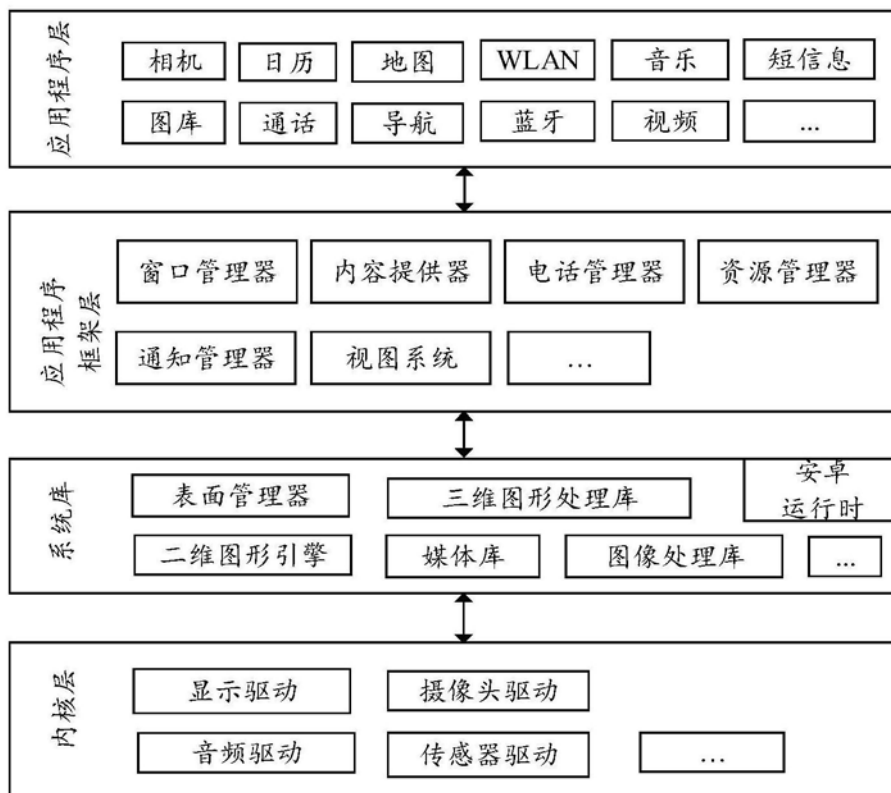 应用程序层
相机 日历 地图 WLAN 音乐 短信息
图库 通话 导航 蓝牙 视频 ...
应用程序
框架层
窗口管理器 内容提供器 电话管理器 资源管理器
通知管理器 视图系统 ...
系统库
表面管理器 三维图形处理库 安卓
运行时
二维图形引擎 媒体库 图像处理库 ...
内核层
显示驱动 摄像头驱动
音频驱动 传感器驱动 ...